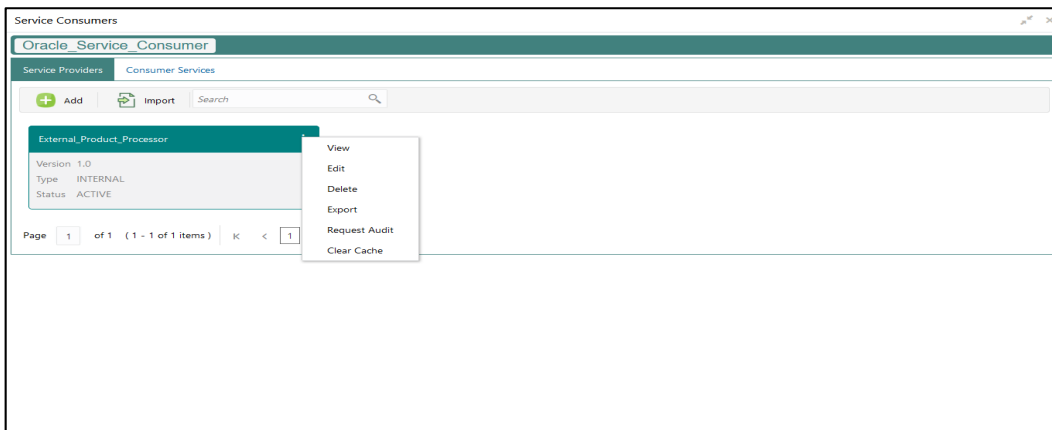 Service Consumers
Oracle_Service_Consumer
Service Providers Consumer Services
Add Import Search
External_Product_Processor
Version 1.0
Type INTERNAL
Status ACTIVE
View
Edit
Delete
Export
Request Audit
Clear Cache
Page 1 of 1 ( 1 - 1 of 1 items ) K < 1